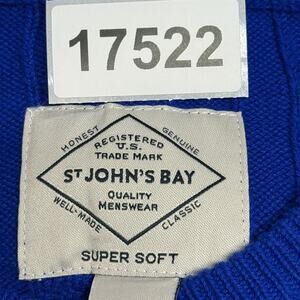 17522
HONEST
GENUINE
REGISTERED
U.S.
TRADE MARK
ST JOHN'S BAY
QUALITY
MENSWEAR
WELL-MADE
CLASSIC
SUPER SOFT